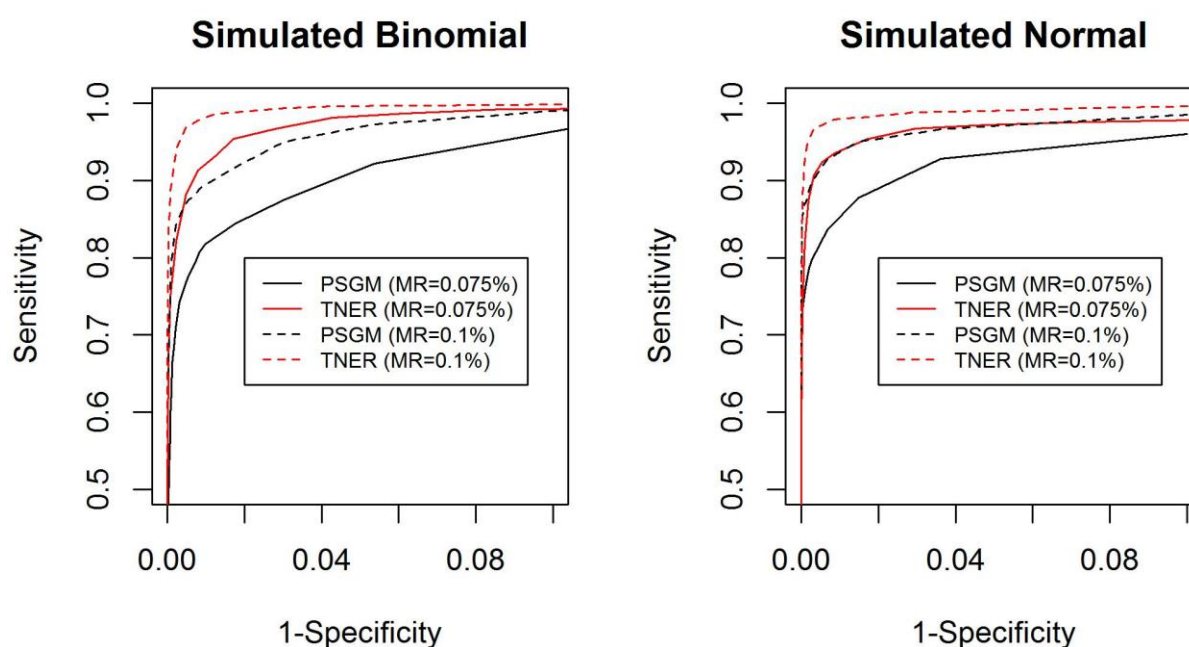 Simulated Binomial
Sensitivity
1.0
0.9
0.8
0.7
0.6
0.5
PSGM (MR=0.075%)
TNER (MR=0.075%)
PSGM (MR=0.1%)
TNER (MR=0.1%)
0.00
0.04
0.08
1-Specificity
Simulated Normal
Sensitivity
1.0
0.9
0.8
0.7
0.6
0.5
PSGM (MR=0.075%)
TNER (MR=0.075%)
PSGM (MR=0.1%)
TNER (MR=0.1%)
0.00
0.04
0.08
1-Specificity